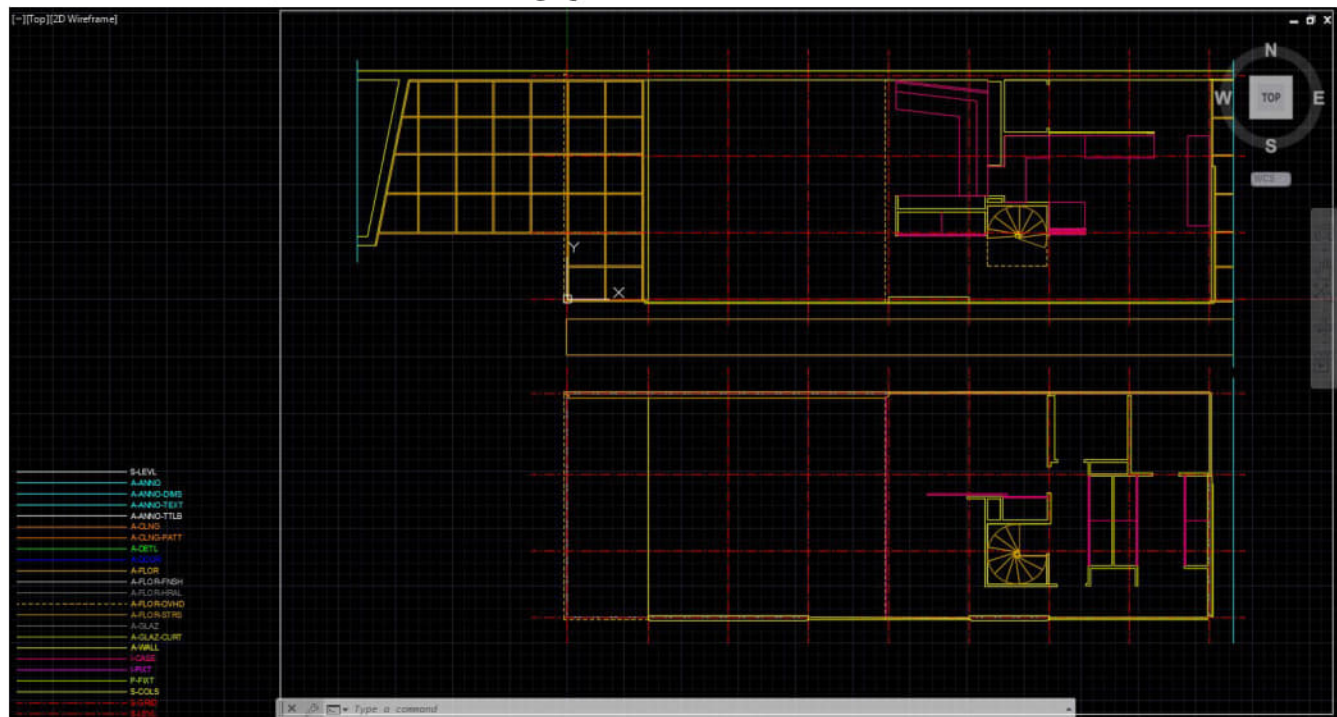 [-][Top][2D Wireframe]
N
W TOP E
S
WCS
Y
X
S-LEVL
A-ANNO
A-ANNO-DIMS
A-ANNO-TEXT
A-ANNO-TTLB
A-CLNG
A-CLNG-PATT
A-DETL
A-FLOR
A-FLOR-FNSH
A-FLOR-HRAL
A-FLOR-OVHD
A-FLOR-STRS
A-GLAZ
A-GLAZ-CURT
A-WALL
I-CASE
I-FIXT
P-FIXT
S-COLS
S-GRID
Type a command